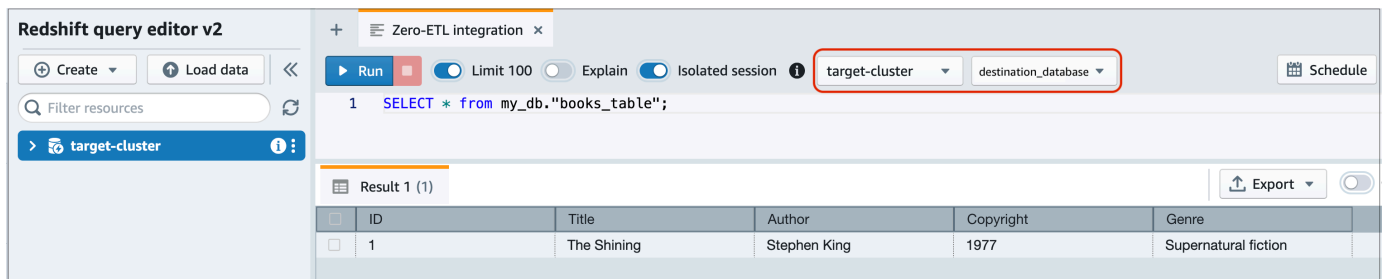 Redshift query editor v2
Create
Load data
Filter resources
target-cluster
Zero-ETL integration
Run
Limit 100
Explain
Isolated session
target-cluster
destination_database
Schedule
1 SELECT * from my_db."books_table";
Result 1 (1)
Export
ID Title Author Copyright Genre
1 The Shining Stephen King 1977 Supernatural fiction